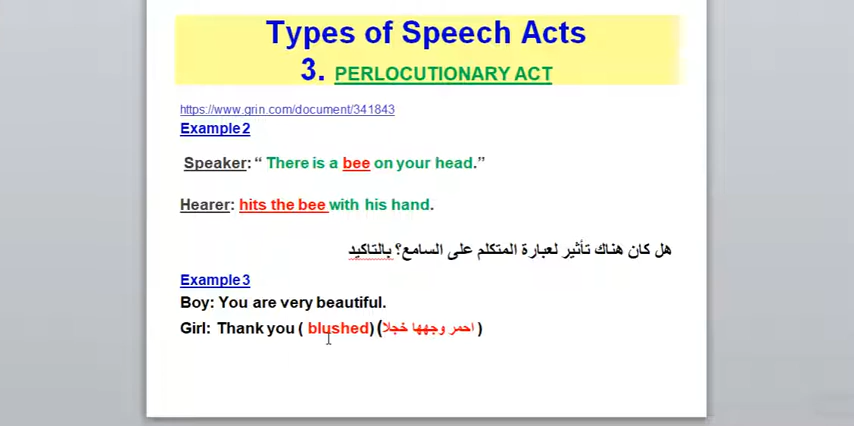 Types of Speech Acts
3. PERLOCUTIONARY ACT
https://www.grin.com/document/341843
Example 2
Speaker: “ There is a bee on your head.”
Hearer: hits the bee with his hand.
هل كان هناك تأثير لعبارة المتكلم على السامع؟ بالتاكيد
Example 3
Boy: You are very beautiful.
Girl: Thank you ( blushed) (احمر وجهها خجلا )